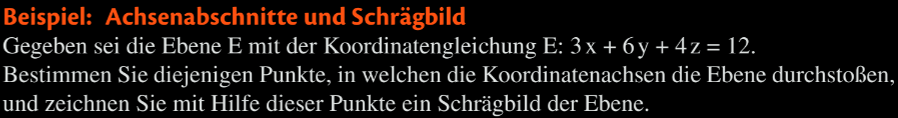 Beispiel: Achsenabschnitte und Schrägbild
Gegeben sei die Ebene E mit der Koordinatengleichung E: 3 x + 6 y + 4 z = 12.
Bestimmen Sie diejenigen Punkte, in welchen die Koordinatenachsen die Ebene durchstoßen,
und zeichnen Sie mit Hilfe dieser Punkte ein Schrägbild der Ebene.